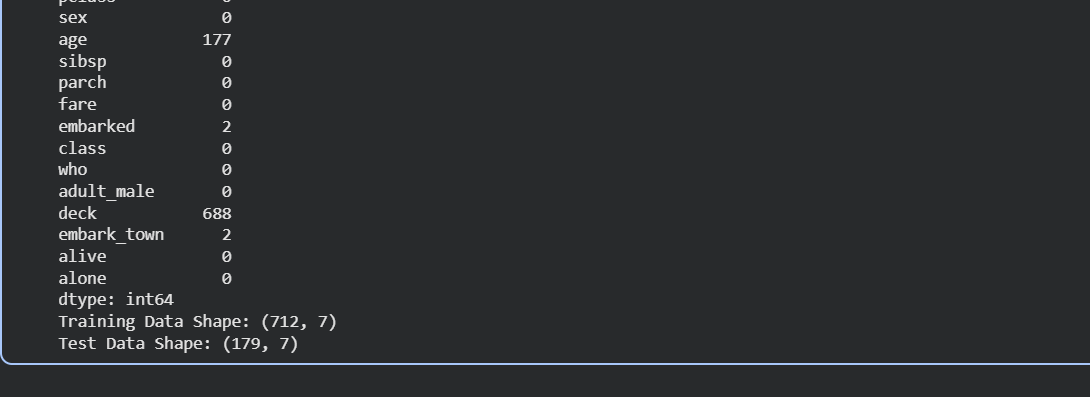 sex 0
age 177
sibsp 0
parch 0
fare 0
embarked 2
class 0
who 0
adult_male 0
deck 688
embark_town 2
alive 0
alone 0
dtype: int64
Training Data Shape: (712, 7)
Test Data Shape: (179, 7)